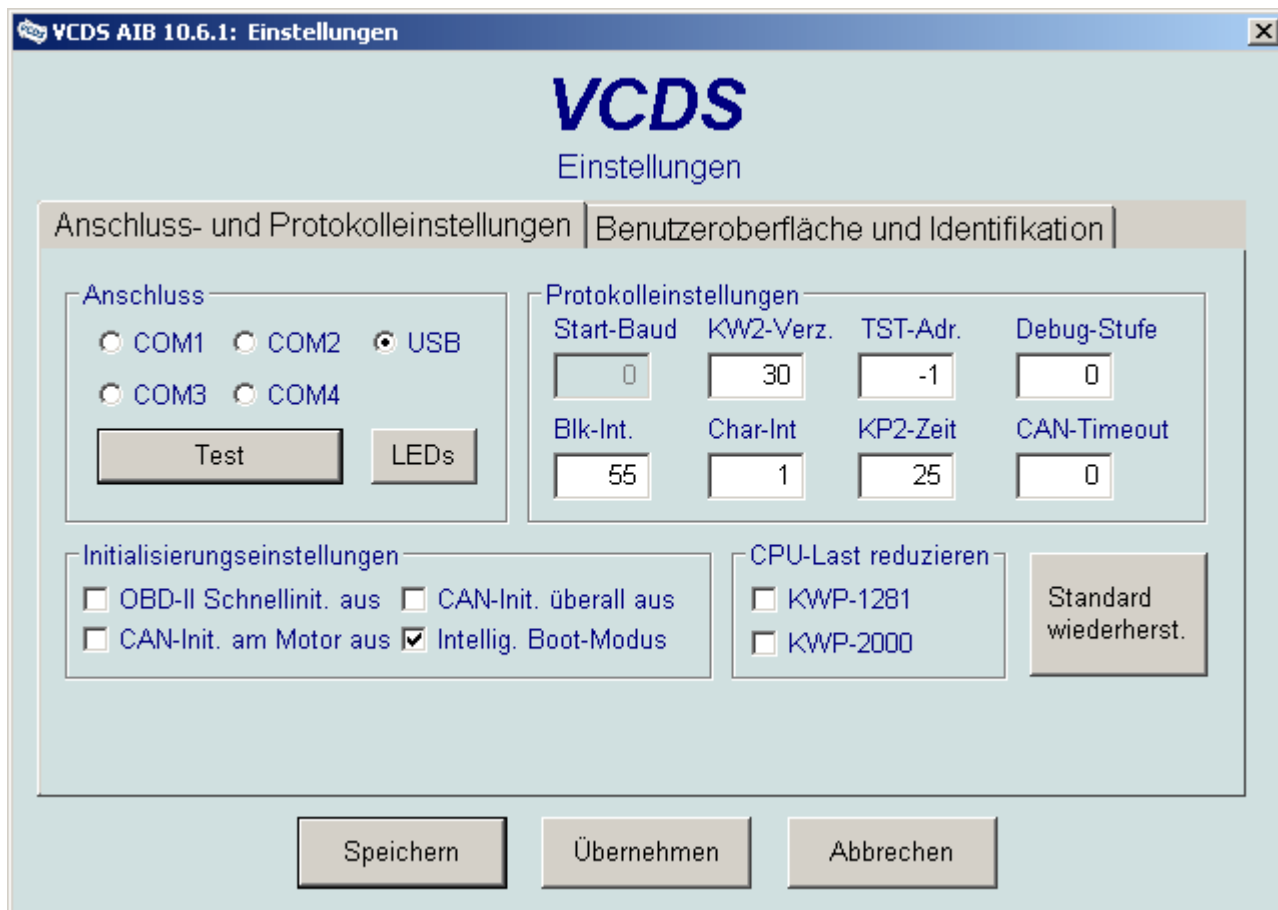 VCDS AIB 10.6.1: Einstellungen
VCDS
Einstellungen
Anschluss- und Protokolleinstellungen
Benutzeroberfläche und Identifikation
Anschluss
COM1 COM2 USB
COM3 COM4
Test LEDs
Protokolleinstellungen
Start-Baud KW2-Verz. TST-Adr. Debug-Stufe
0 30 -1 0
Blk-Int. Char-Int KP2-Zeit CAN-Timeout
55 1 25 0
Initialisierungseinstellungen
OBD-II Schnellinit. aus CAN-Init. überall aus
CAN-Init. am Motor aus Intellig. Boot-Modus
CPU-Last reduzieren
KWP-1281
KWP-2000
Standard
wiederherst.
Speichern Übernehmen Abbrechen